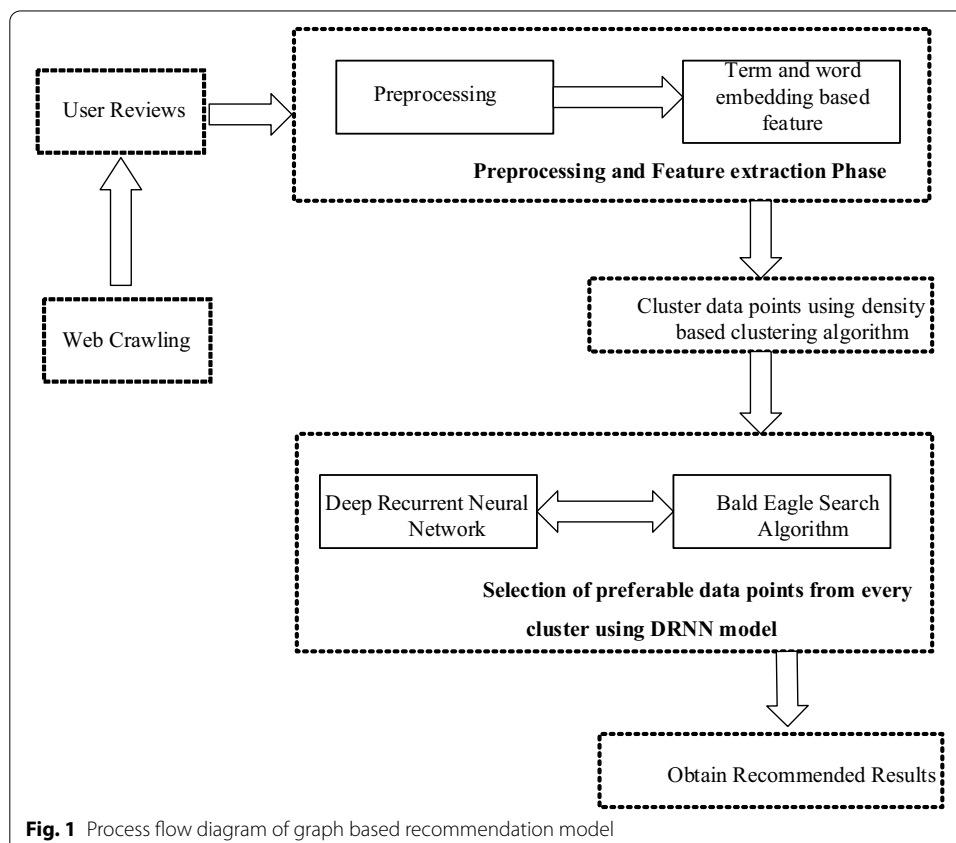 User Reviews
Preprocessing
Term and word
embedding based
feature
Preprocessing and Feature extraction Phase
Web Crawling
Cluster data points using density
based clustering algorithm
Deep Recurrent Neural
Network
Bald Eagle Search
Algorithm
Selection of preferable data points from every
cluster using DRNN model
Obtain Recommended Results
Fig. 1 Process flow diagram of graph based recommendation model